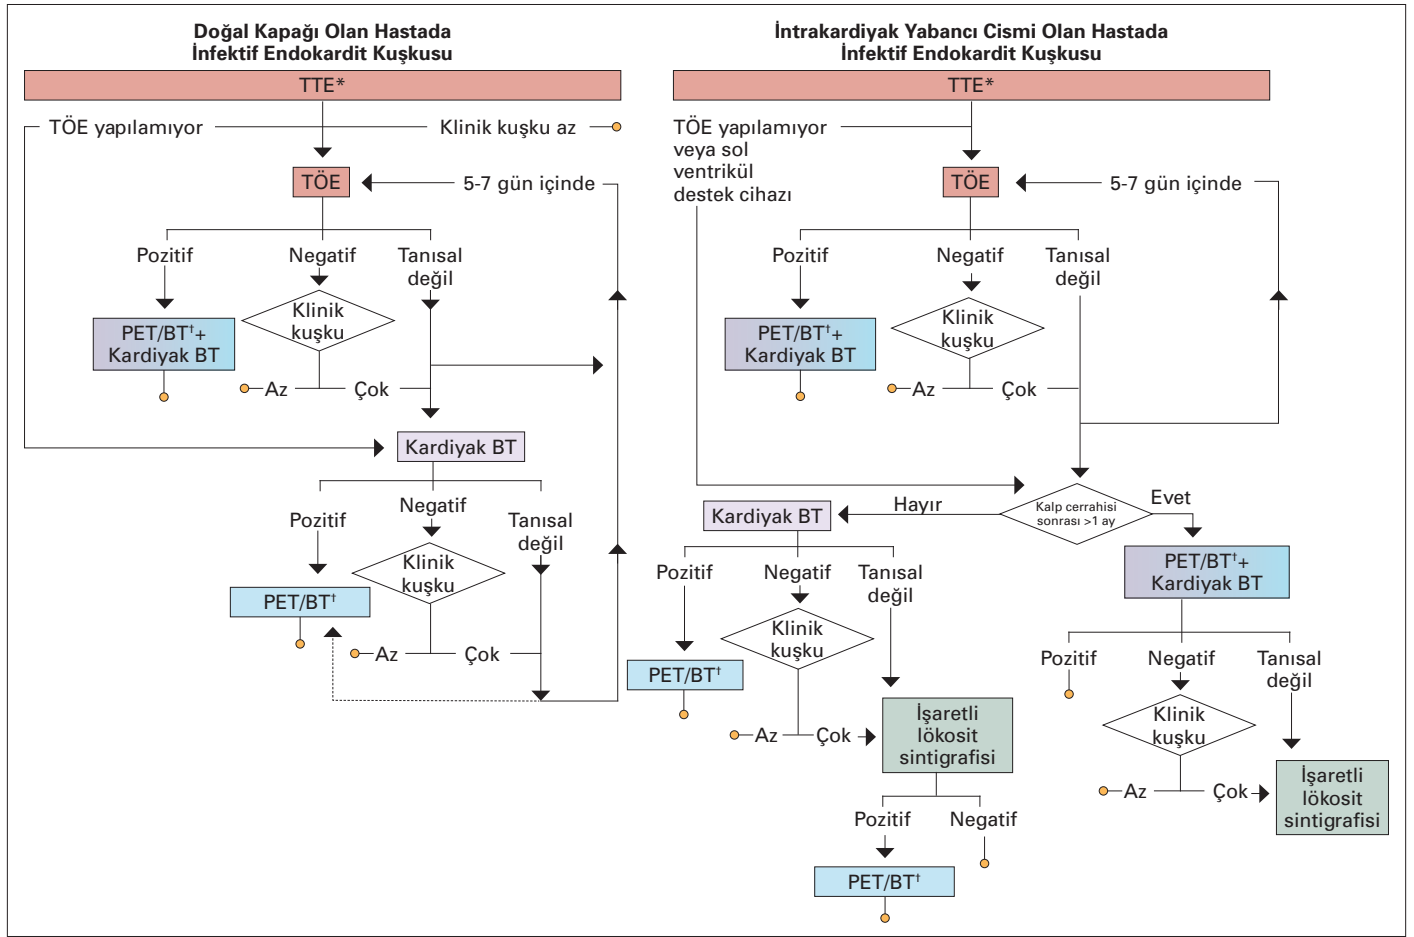 Doğal Kapağı Olan Hastada
İnfektif Endokardit Kuşkusu
TTE*
TÖE yapılamıyor
Klinik kuşku az
TÖE
5-7 gün içinde
Pozitif
Negatif
Tanısal
değil
Klinik
kuşku
PET/BT†+
Kardiyak BT
Az
Çok
Kardiyak BT
Pozitif
Negatif
Tanısal
değil
Klinik
kuşku
PET/BT†
Az
Çok
İntrakardiyak Yabancı Cismi Olan Hastada
İnfektif Endokardit Kuşkusu
TTE*
TÖE yapılamıyor
veya sol
ventrikül
destek cihazı
TÖE
5-7 gün içinde
Pozitif
Negatif
Tanısal
değil
Klinik
kuşku
PET/BT†+
Kardiyak BT
Az
Çok
Kalp cerrahisi
sonrası >1 ay
Hayır
Evet
Kardiyak BT
Pozitif
Negatif
Tanısal
değil
Klinik
kuşku
PET/BT†
Az
Çok
İşaretli
lökosit
sintigrafisi
Pozitif
Negatif
PET/BT†
PET/BT†+
Kardiyak BT
Pozitif
Negatif
Tanısal
değil
Klinik
kuşku
Az
Çok
İşaretli
lökosit
sintigrafisi